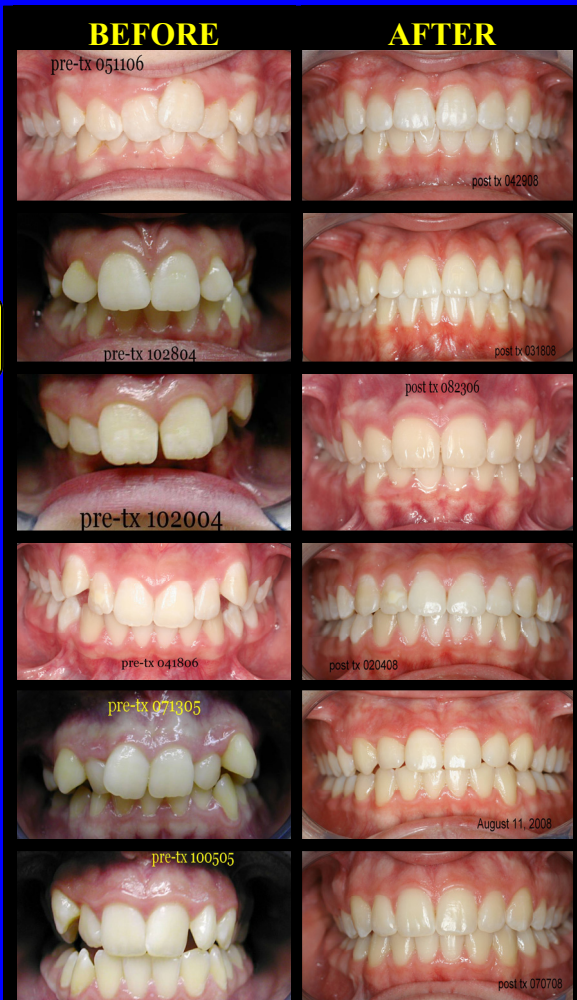 BEFORE
AFTER
pre-tx 051106
post tx 042908
pre-tx 102804
post tx 031808
pre-tx 102004
post tx 082306
pre-tx 041806
post tx 020408
pre-tx 071305
August 11, 2008
pre-tx 100505
post tx 070708